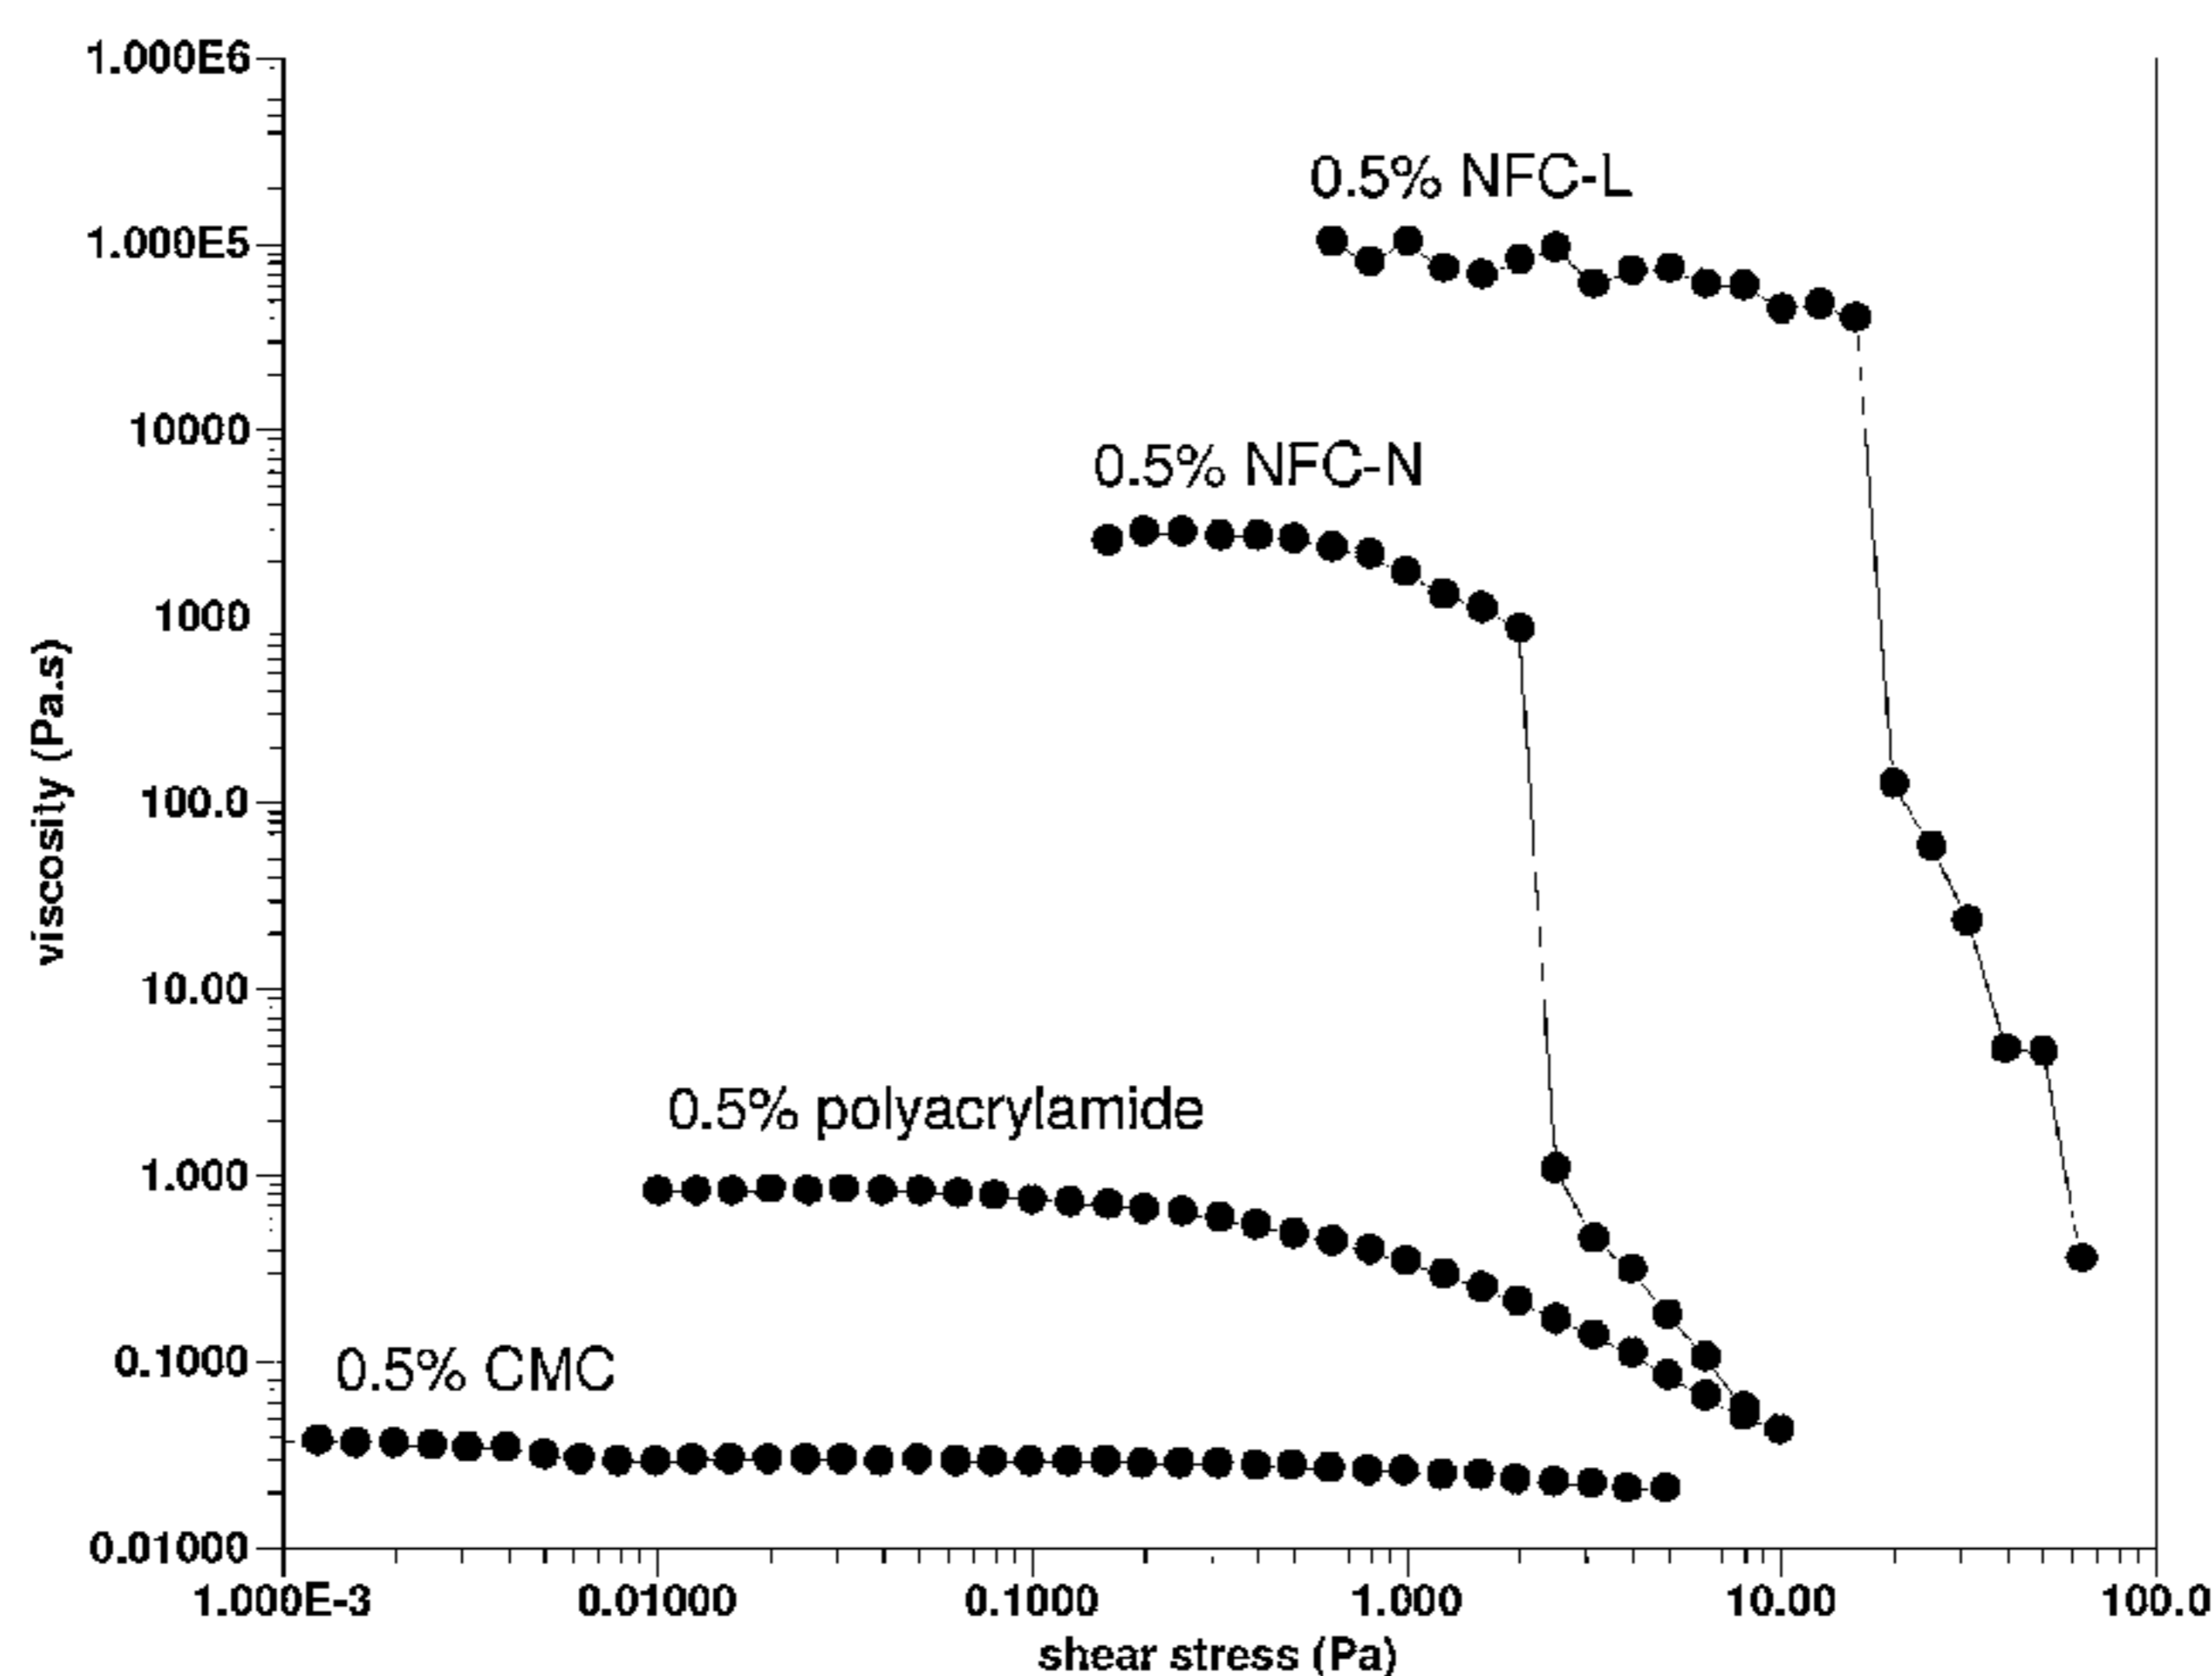 1.000E6
0.5% NFC-L
1.000E5
10000
0.5% NFC-N
1000
viscosity (Pa.s)
100.0
10.00
0.5% polyacrylamide
1.000
0.1000
0.5% CMC
0.01000
1.000E-3 0.01000 0.1000 1.000 10.00 100.0
shear stress (Pa)